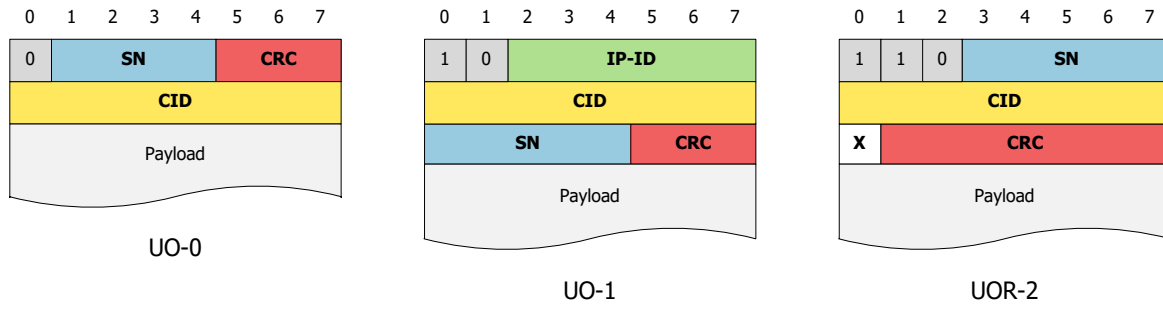 0 1 2 3 4 5 6 7
0 SN CRC
CID
Payload
UO-0
0 1 2 3 4 5 6 7
1 0 IP-ID
CID
SN CRC
Payload
UO-1
0 1 2 3 4 5 6 7
1 1 0 SN
CID
X CRC
Payload
UOR-2